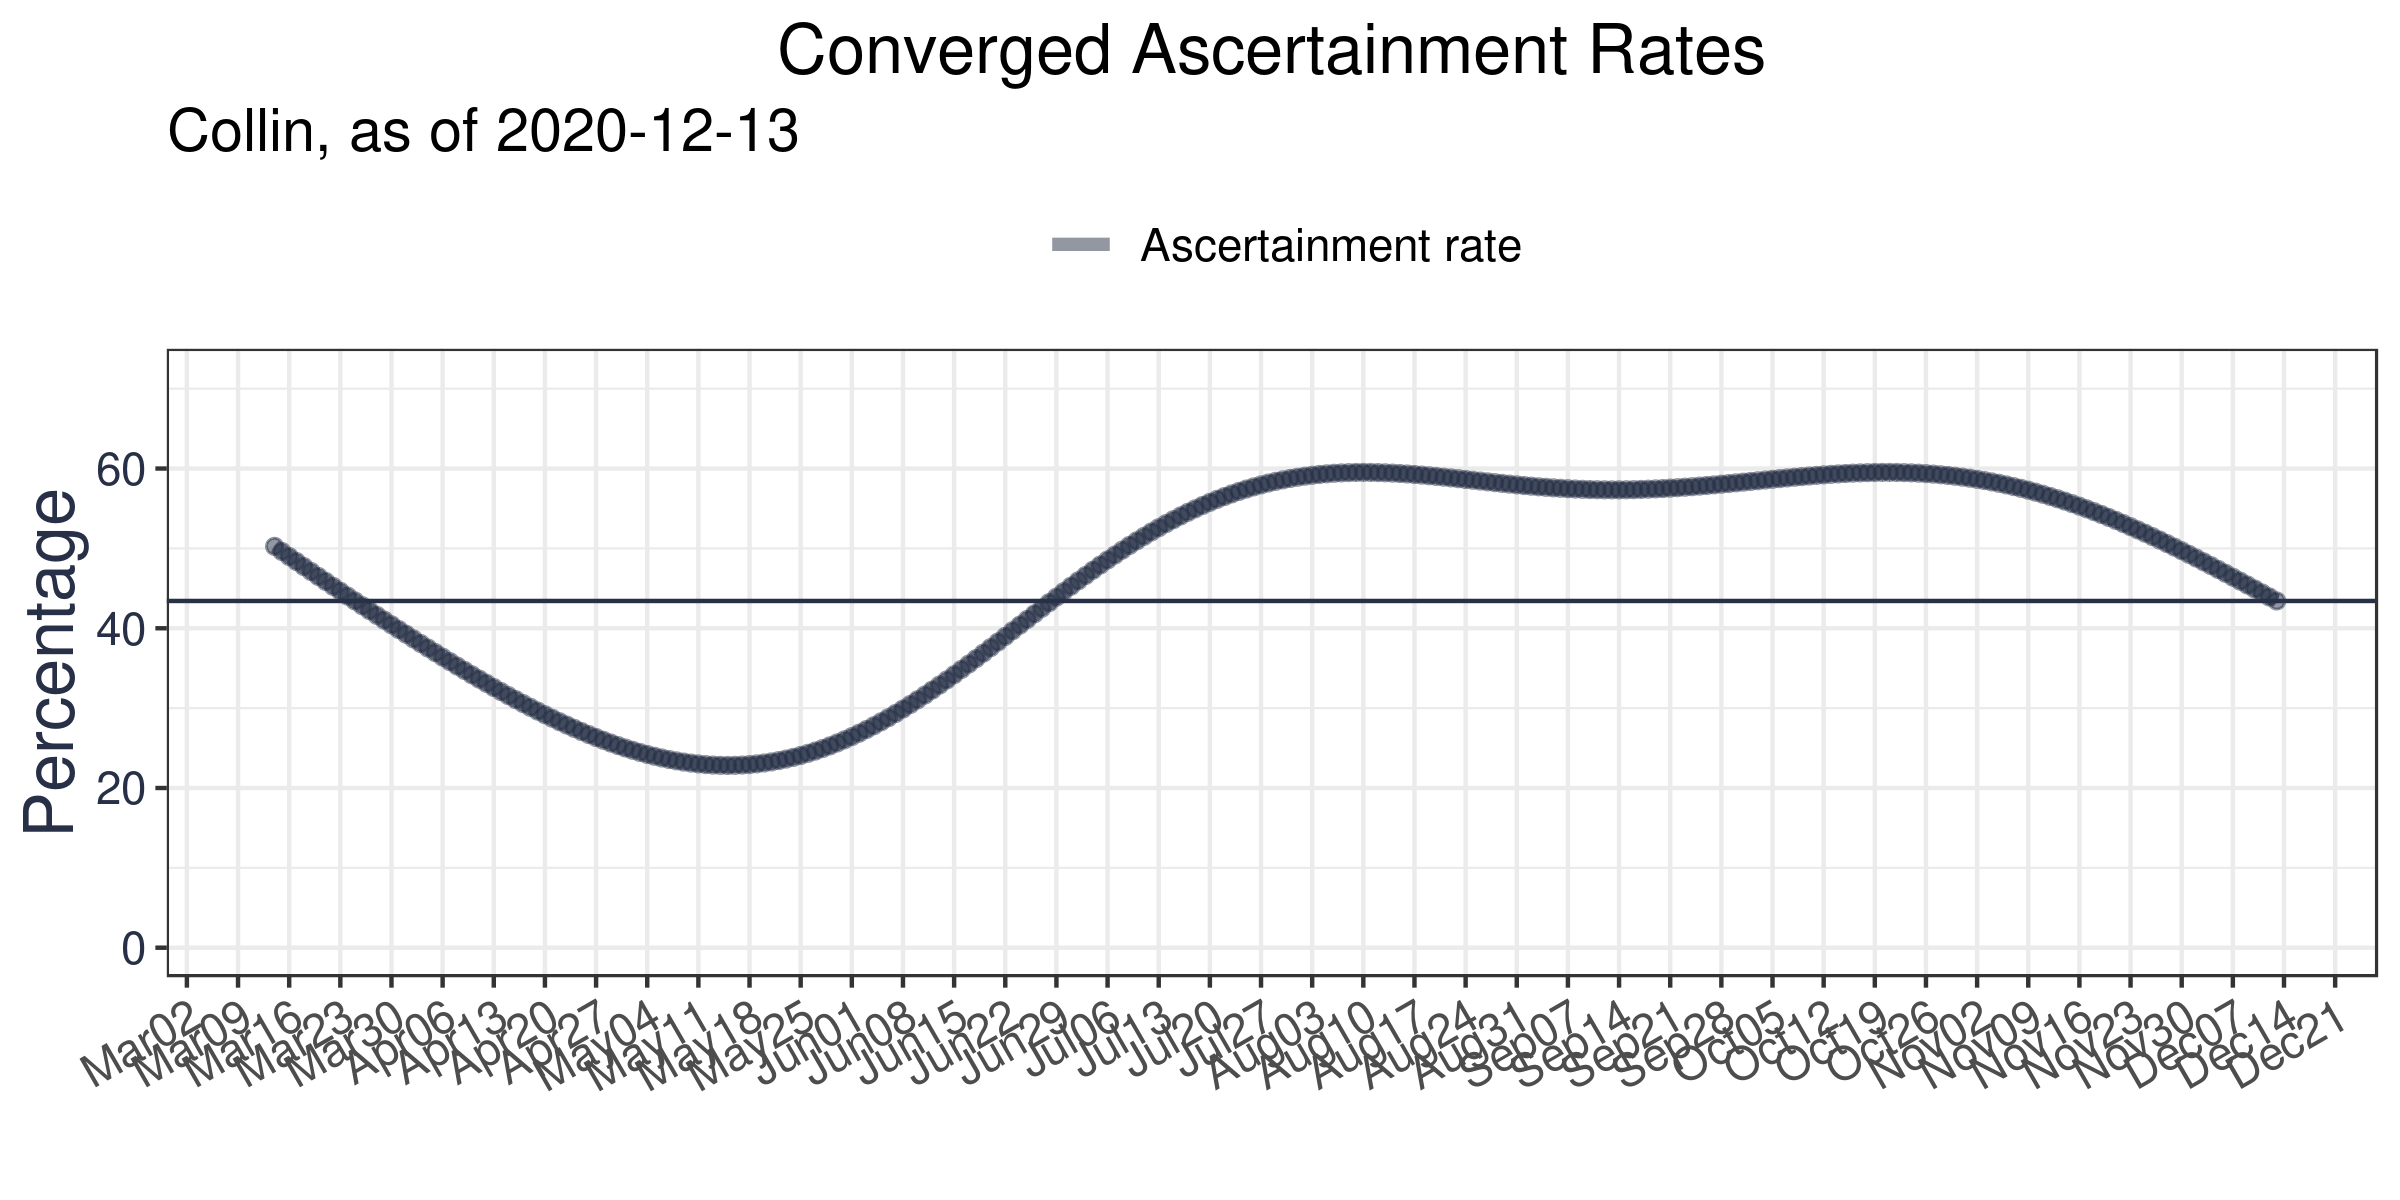 Converged Ascertainment Rates
Collin, as of 2020-12-13
Ascertainment rate
Percentage
60
40
20
0
Mar02
Mar09
Mar16
Mar23
Mar30
Apr06
Apr13
Apr20
Apr27
May04
May11
May18
May25
Jun01
Jun08
Jun15
Jun22
Jun29
Jul06
Jul13
Jul20
Jul27
Aug03
Aug10
Aug17
Aug24
Aug31
Sep07
Sep14
Sep21
Sep28
Oct05
Oct12
Oct19
Oct26
Nov02
Nov09
Nov16
Nov23
Nov30
Dec07
Dec14
Dec21